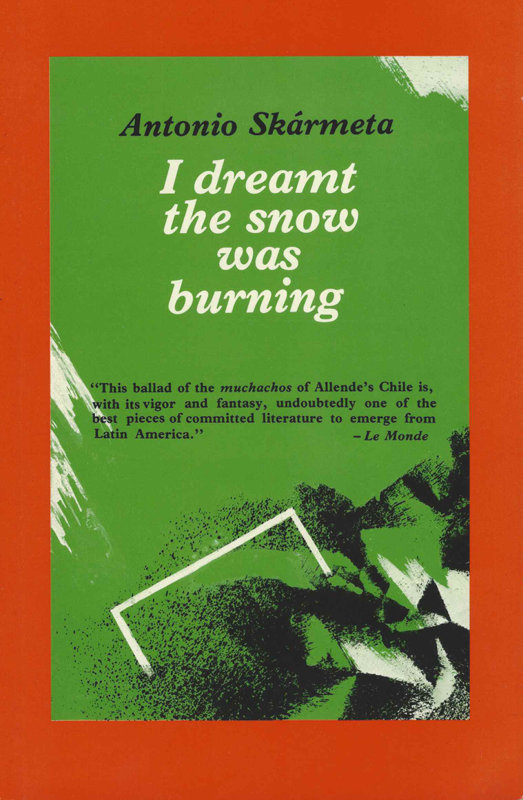 Antonio Skármeta
I dreamt
the snow
was
burning
“This ballad of the muchachos of Allende’s Chile is,
with its vigor and fantasy, undoubtedly one of the
best pieces of committed literature to emerge from
Latin America.” – Le Monde